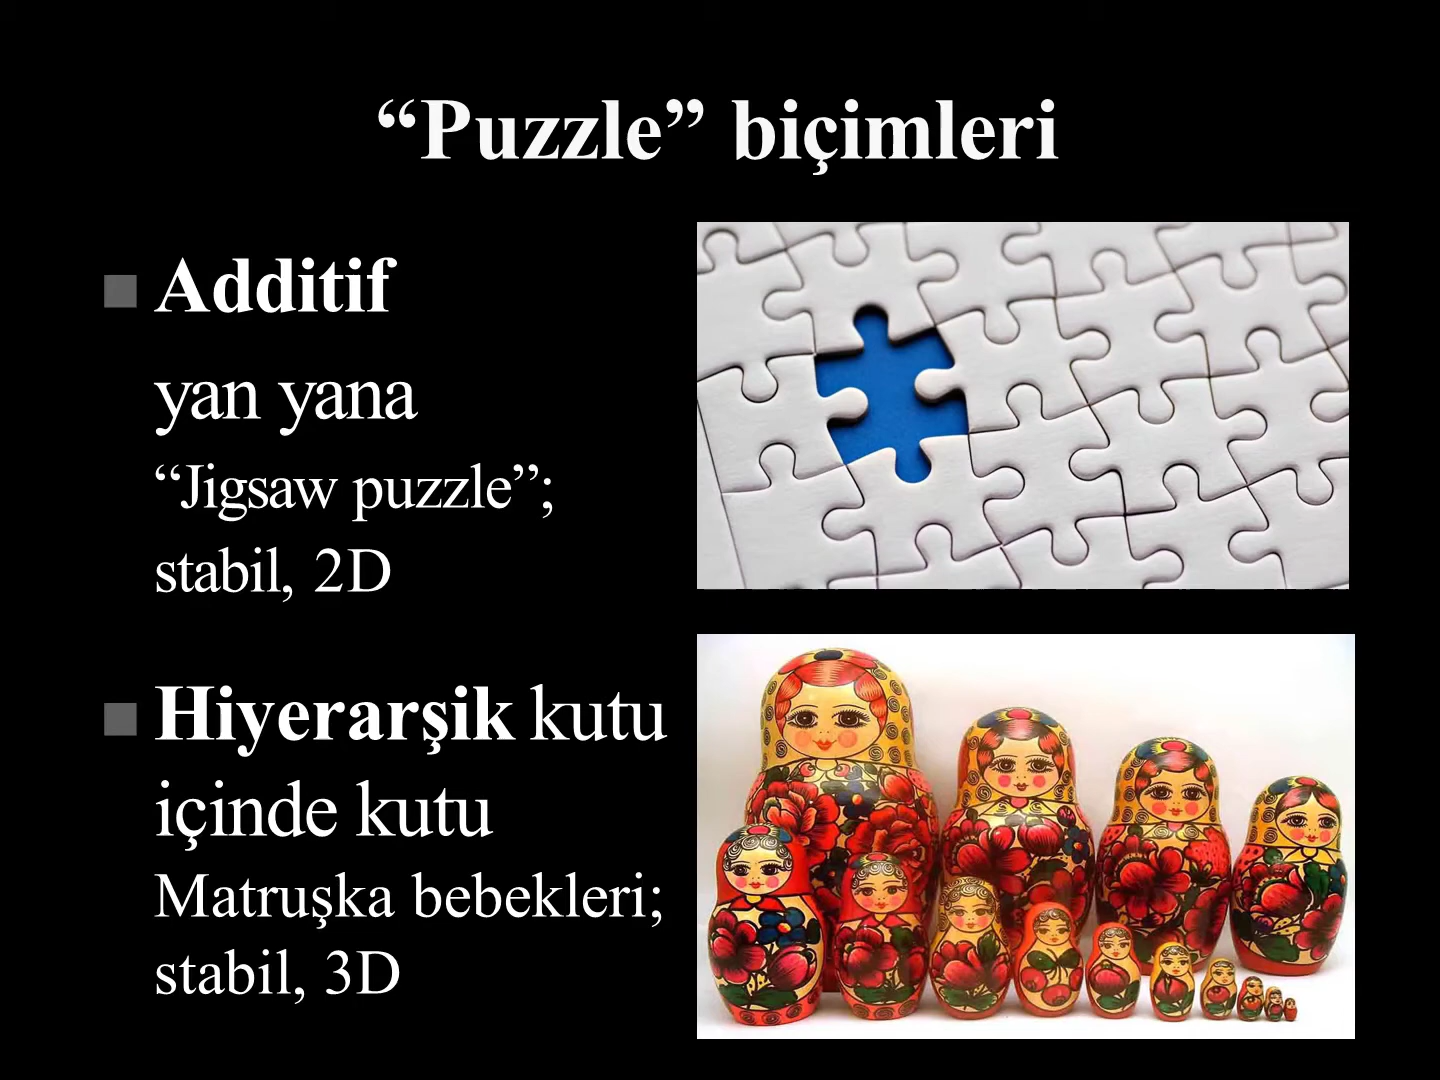 “Puzzle” biçimleri
Additif
yan yana
“Jigsaw puzzle”;
stabil, 2D
Hiyerarşik kutu
içinde kutu
Matruşka bebekleri;
stabil, 3D